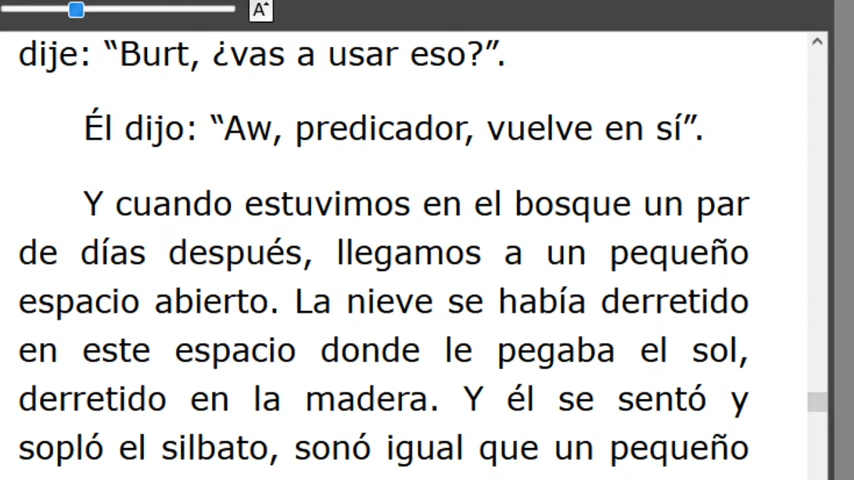 A
dije: “Burt, ¿vas a usar eso?”.
Él dijo: “Aw, predicador, vuelve en sí”.
Y cuando estuvimos en el bosque un par
de días después, llegamos a un pequeño
espacio abierto. La nieve se había derretido
en este espacio donde le pegaba el sol,
derretido en la madera. Y él se sentó y
sopló el silbato, sonó igual que un pequeño